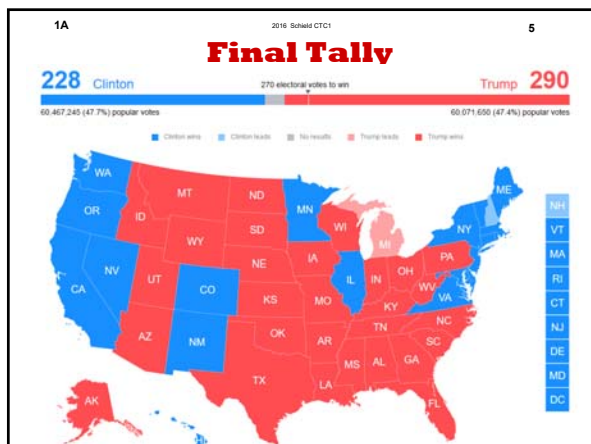 1A
2016 Schield CTC1
5
Final Tally
228 Clinton
270 electoral votes to win
Trump 290
60,467,245 (47.7%) popular votes
60,071,650 (47.4%) popular votes
Clinton wins
Clinton leads
No results
Trump leads
Trump wins
WA
OR
CA
NV
ID
MT
WY
UT
AZ
CO
NM
ND
SD
NE
KS
OK
TX
MN
IA
MO
AR
LA
WI
IL
MI
IN
OH
KY
TN
MS
AL
GA
FL
SC
NC
VA
WV
PA
NY
ME
AK
HI
NH
VT
MA
RI
CT
NJ
DE
MD
DC